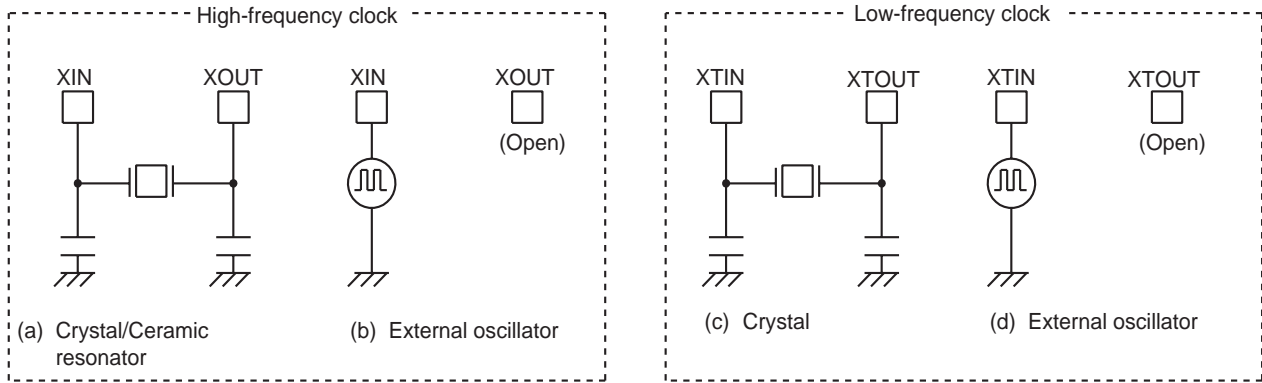 High-frequency clock
Low-frequency clock
XIN XOUT XIN XOUT
(Open)
XTIN XTOUT XTIN XTOUT
(Open)
(a) Crystal/Ceramic
resonator
(b) External oscillator
(c) Crystal
(d) External oscillator